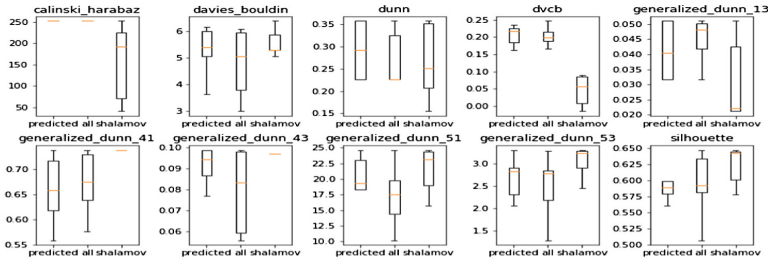 calinski_harabaz
davies_bouldin
dunn
dvcb
generalized_dunn_13
250
200
150
100
50
predicted all shalamov
6
5
4
3
predicted all shalamov
0.35
0.30
0.25
0.20
0.15
predicted all shalamov
0.25
0.20
0.15
0.10
0.05
0.00
predicted all shalamov
0.050
0.045
0.040
0.035
0.030
0.025
0.020
predicted all shalamov
generalized_dunn_41
generalized_dunn_43
generalized_dunn_51
generalized_dunn_53
silhouette
0.70
0.65
0.60
0.55
predicted all shalamov
0.10
0.09
0.08
0.07
0.06
predicted all shalamov
25.0
22.5
20.0
17.5
15.0
12.5
10.0
predicted all shalamov
3.0
2.5
2.0
1.5
predicted all shalamov
0.650
0.625
0.600
0.575
0.550
0.525
0.500
predicted all shalamov